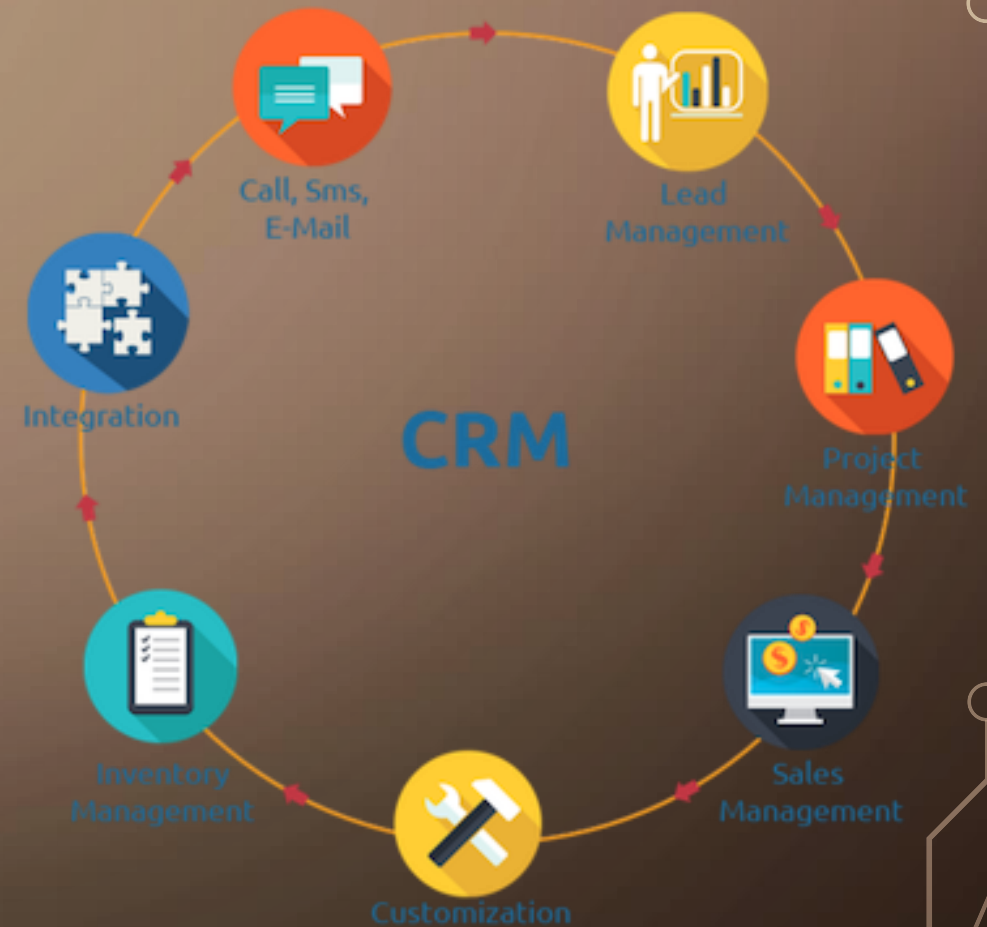 Call, Sms,
E-Mail
Lead
Management
Integration
CRM
Project
Management
Inventory
Management
Sales
Management
Customization